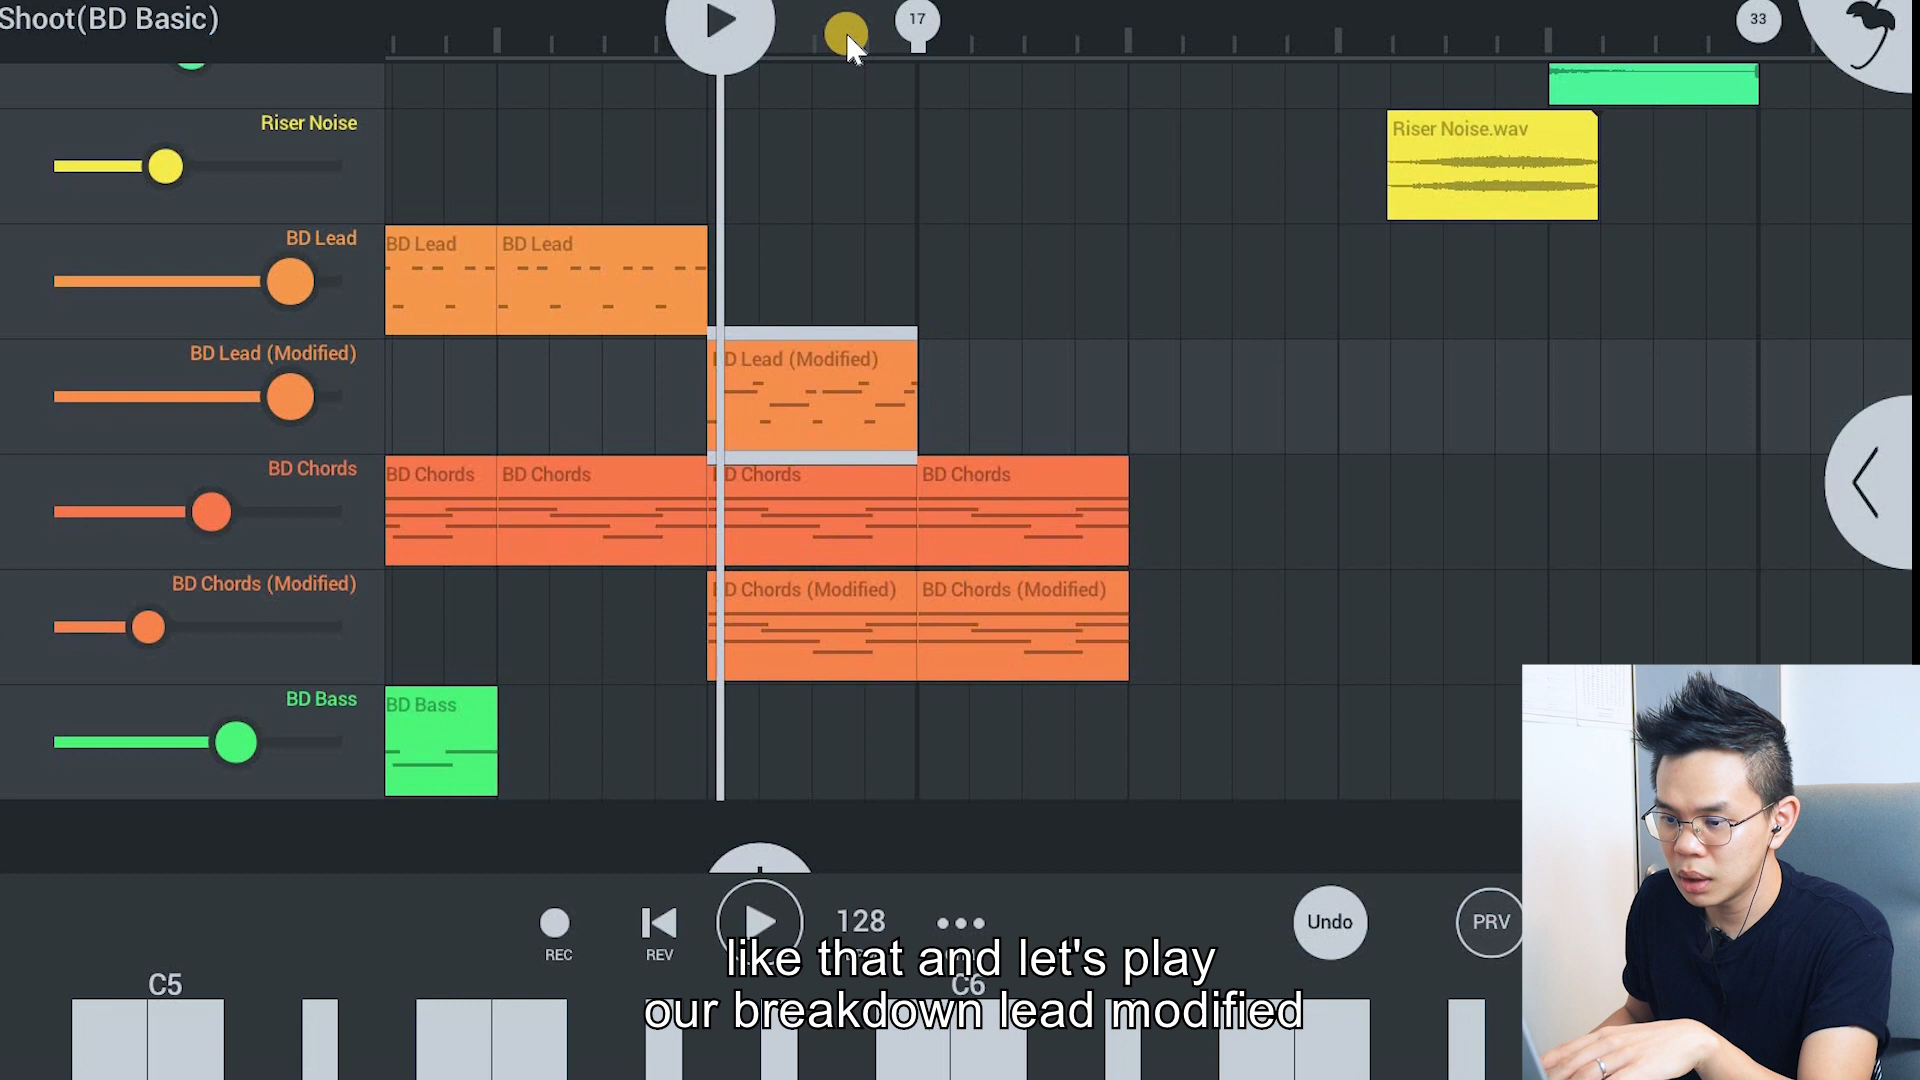 Shoot(BD Basic)
17
33
Riser Noise
Riser Noise.wav
BD Lead
BD Lead
BD Lead
BD Lead (Modified)
D Lead (Modified)
BD Chords
BD Chords
BD Chords
D Chords
BD Chords
BD Chords (Modified)
D Chords (Modified)
BD Chords (Modified)
BD Bass
BD Bass
128
Undo
PRV
REC
REV
like that and let's play
C5
C6
our breakdown lead modified